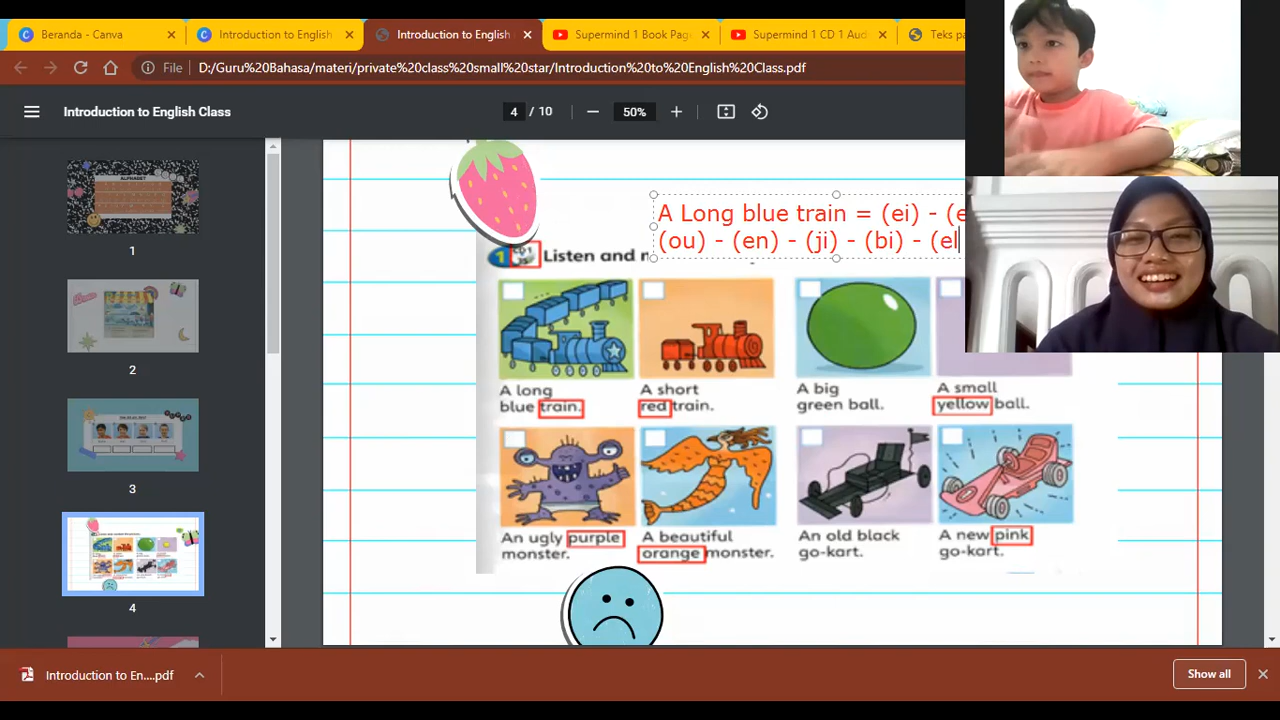 Beranda - Canva
Introduction to English
Introduction to English
Supermind 1 Book Page
Supermind 1 CD 1 Aud
Teks pa
File
D:/Guru%20Bahasa/materi/private%20class%20small%20star/Introduction%20to%20English%20Class.pdf
Introduction to English Class
4 / 10
50%
1
2
3
4
A Long blue train = (ei) - (e
(ou) - (en) - (ji) - (bi) - (el
1
Listen and
A long
blue train.
A short
red train.
A big
green ball.
A small
yellow ball.
An ugly purple
monster.
A beautiful
orange monster.
An old black
go-kart.
A new pink
go-kart.
Introduction to En....pdf
Show all